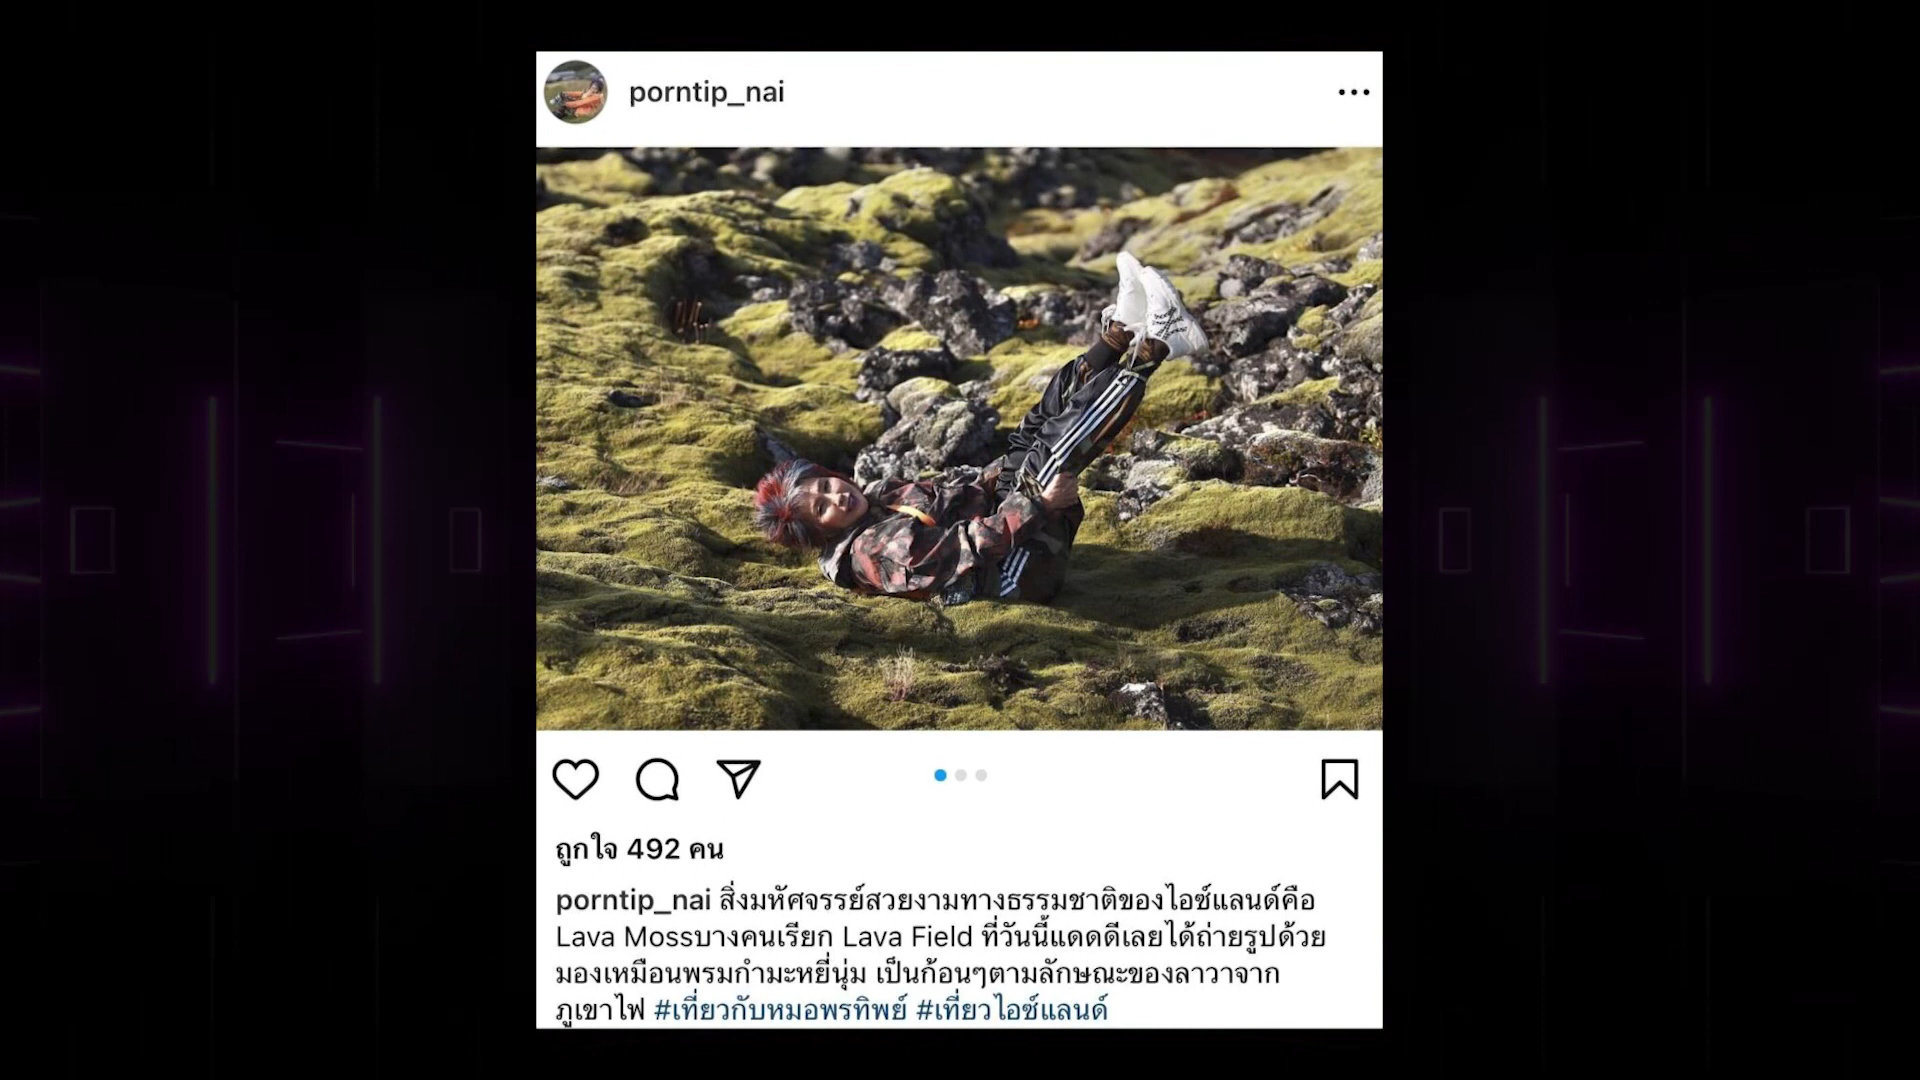 porntip_nai
ถูกใจ 492 คน
porntip_nai สิ่งมหัศจรรย์สวยงามทางธรรมชาติของไอซ์แลนด์คือ
Lava Mossบางคนเรียก Lava Field ที่วันนี้แดดดีเลยได้ถ่ายรูปด้วย
มองเหมือนพรมกำมะหยี่นุ่ม เป็นก้อนๆตามลักษณะของลาวาจาก
ภูเขาไฟ #เที่ยวกับหมอพรทิพย์ #เที่ยวไอซ์แลนด์